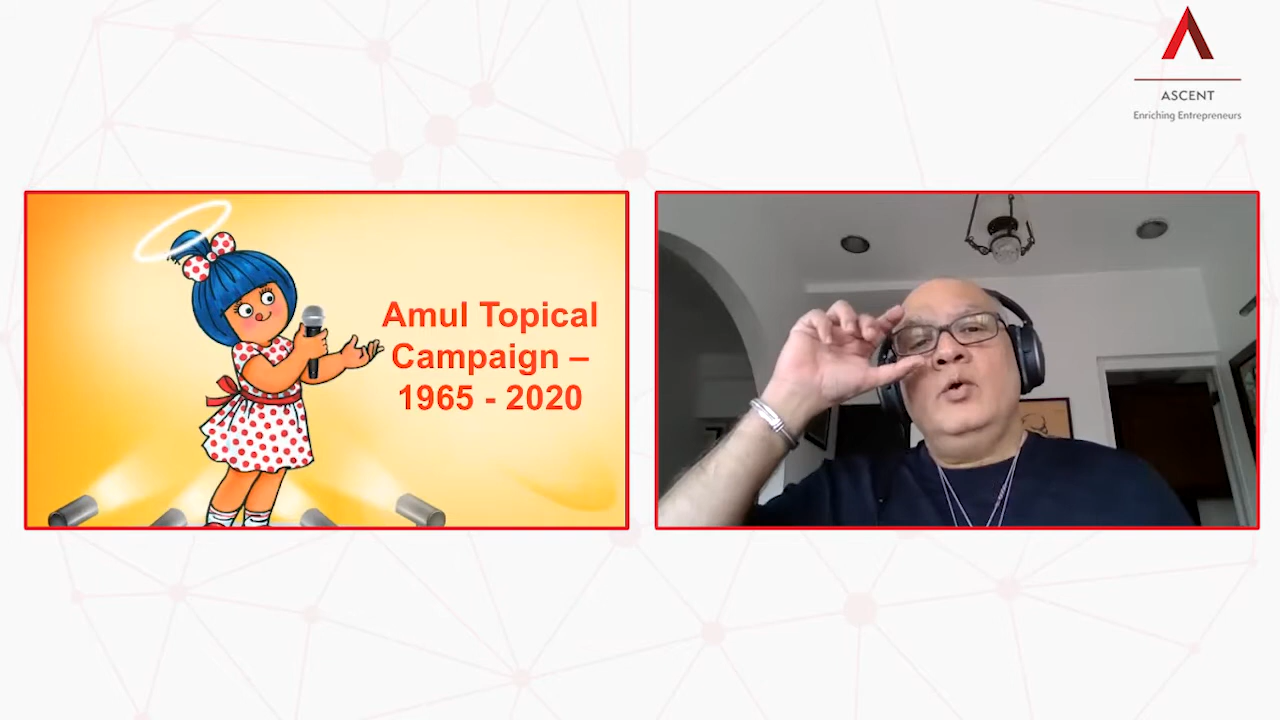 ASCENT
Enriching Entrepreneurs
Amul Topical
Campaign –
1965 - 2020